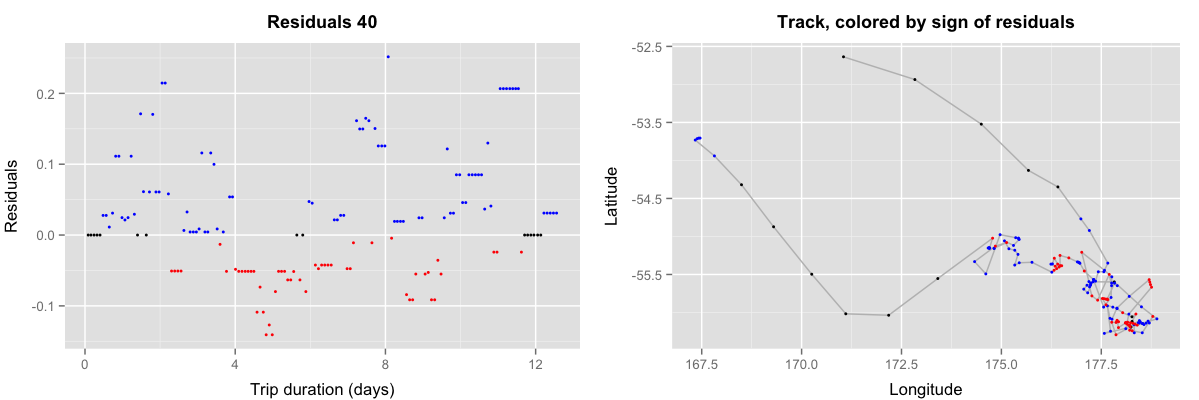 Residuals 40
Residuals
0.2
0.1
0.0
-0.1
0
4
8
12
Trip duration (days)
Track, colored by sign of residuals
Latitude
-52.5
-53.5
-54.5
-55.5
167.5
170.0
172.5
175.0
177.5
Longitude